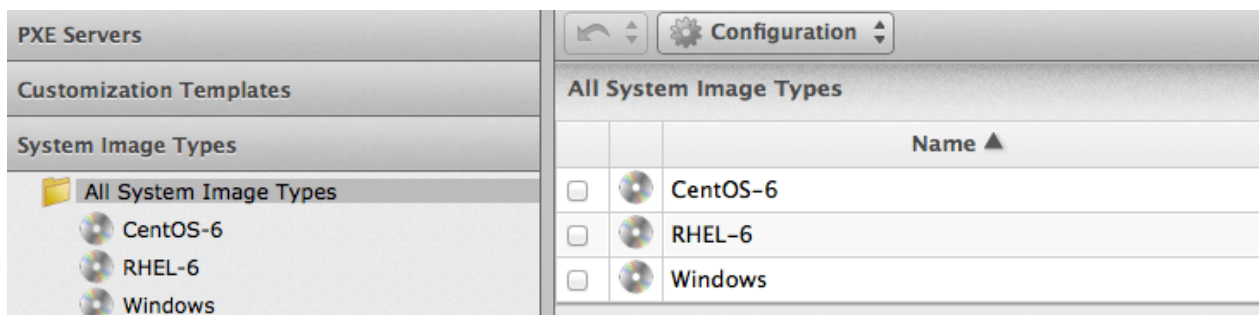 PXE Servers
Customization Templates
System Image Types
All System Image Types
CentOS-6
RHEL-6
Windows
Configuration
All System Image Types
Name
CentOS-6
RHEL-6
Windows